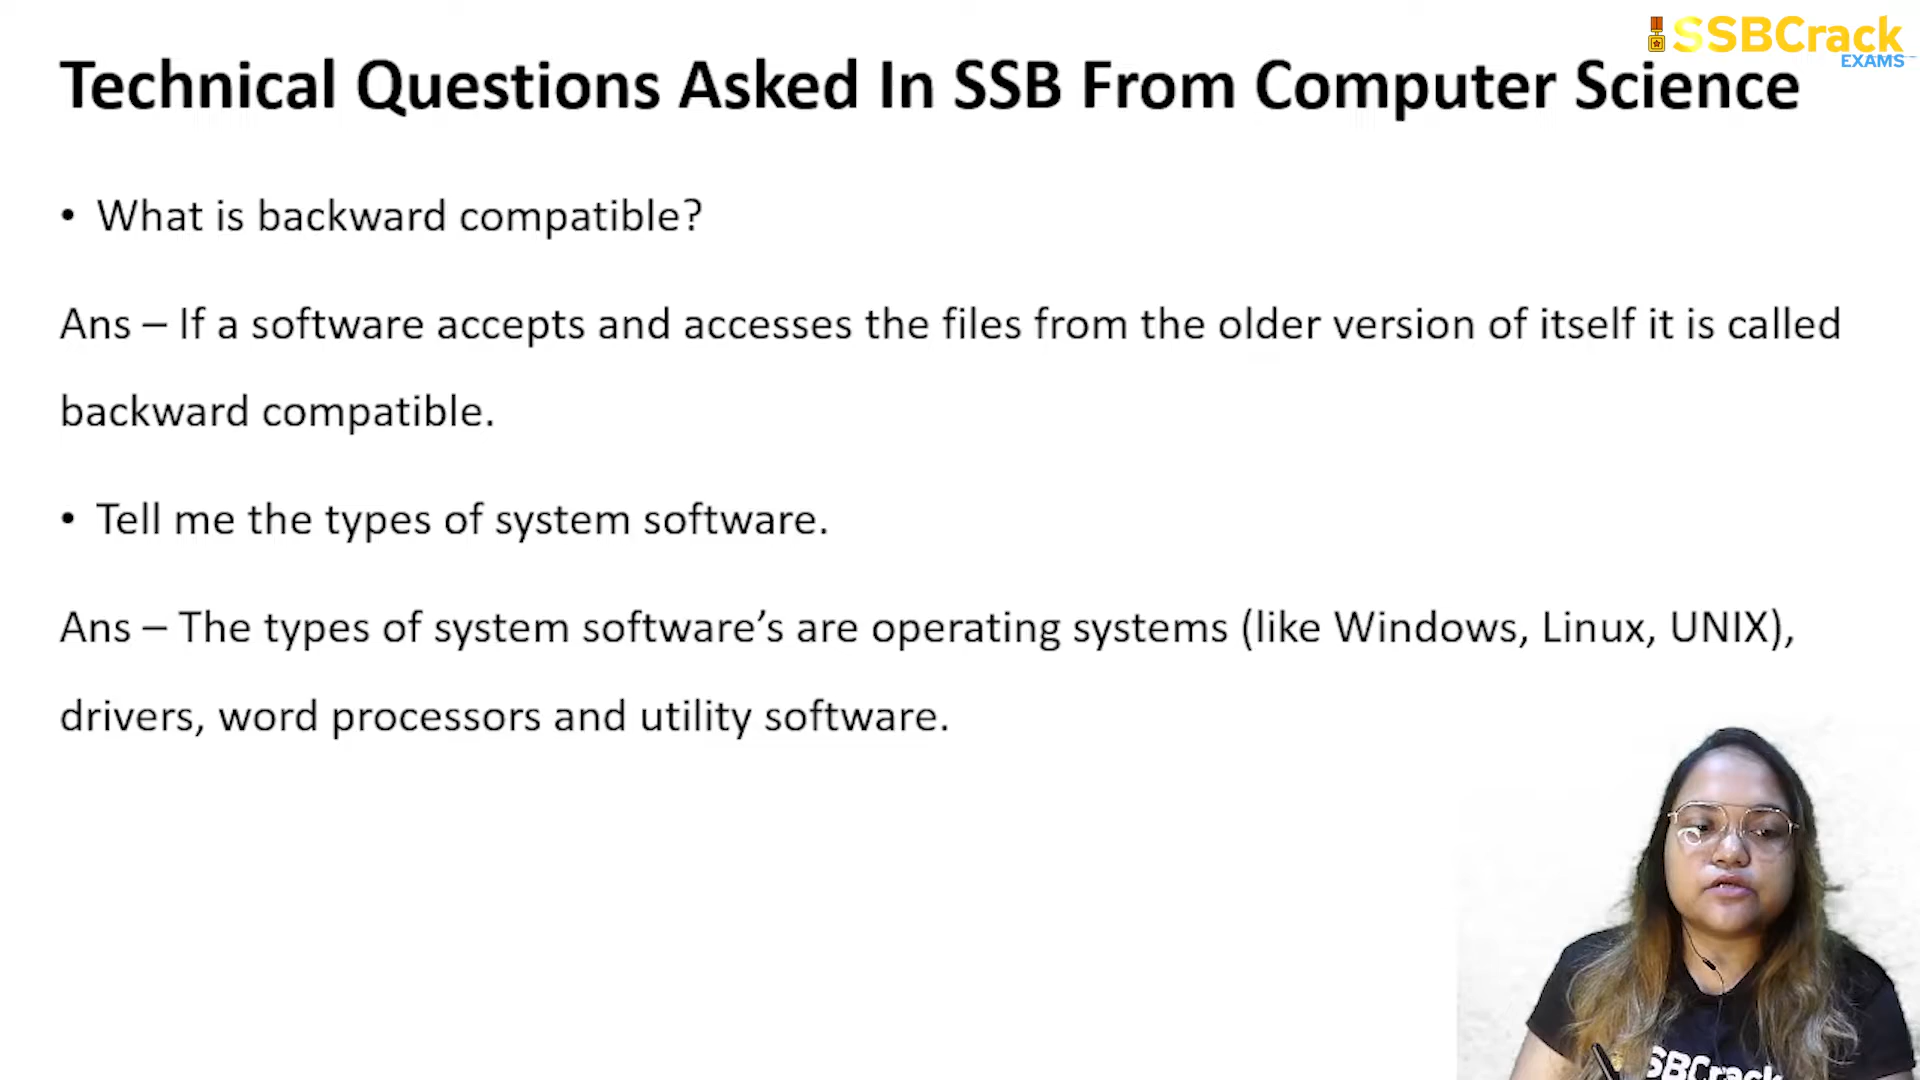 SSBCrack
EXAMS
Technical Questions Asked In SSB From Computer Science
• What is backward compatible?
Ans – If a software accepts and accesses the files from the older version of itself it is called
backward compatible.
• Tell me the types of system software.
Ans – The types of system software’s are operating systems (like Windows, Linux, UNIX),
drivers, word processors and utility software.
SBCrack